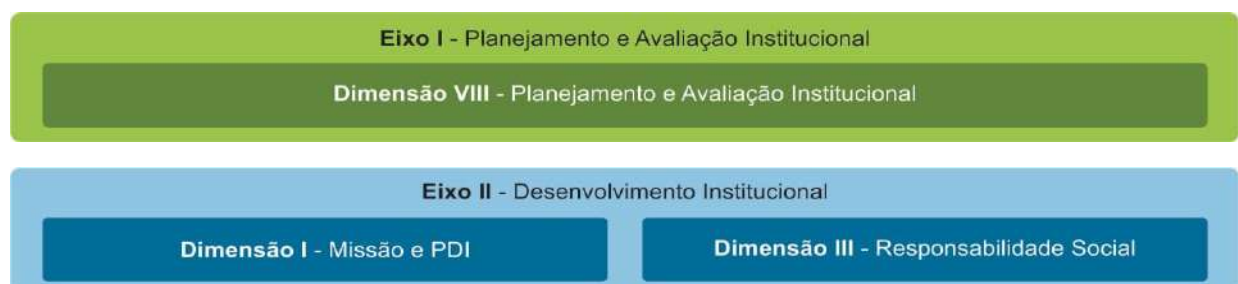 Eixo I - Planejamento e Avaliação Institucional
Dimensão VIII - Planejamento e Avaliação Institucional
Eixo II - Desenvolvimento Institucional
Dimensão I - Missão e PDI
Dimensão III - Responsabilidade Social